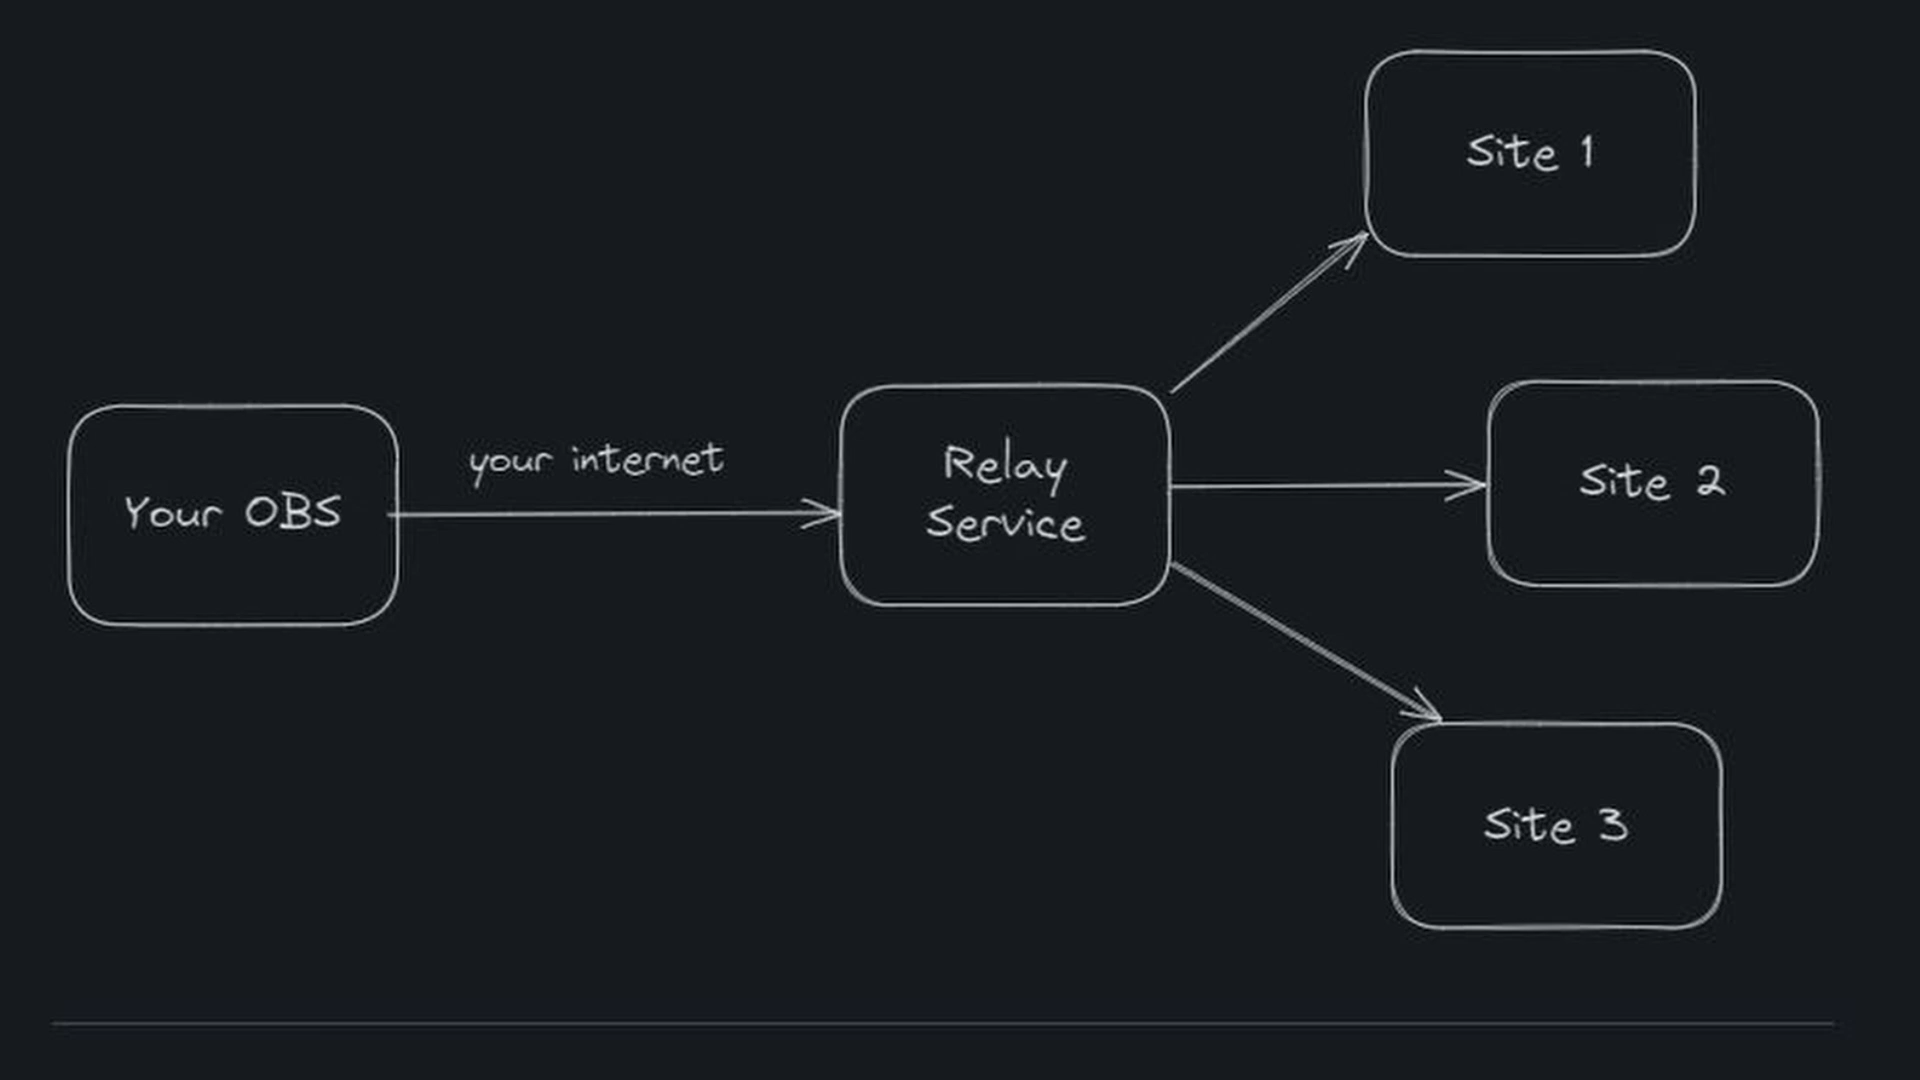 Site 1
Your OBS
your internet
Relay
Service
Site 2
Site 3